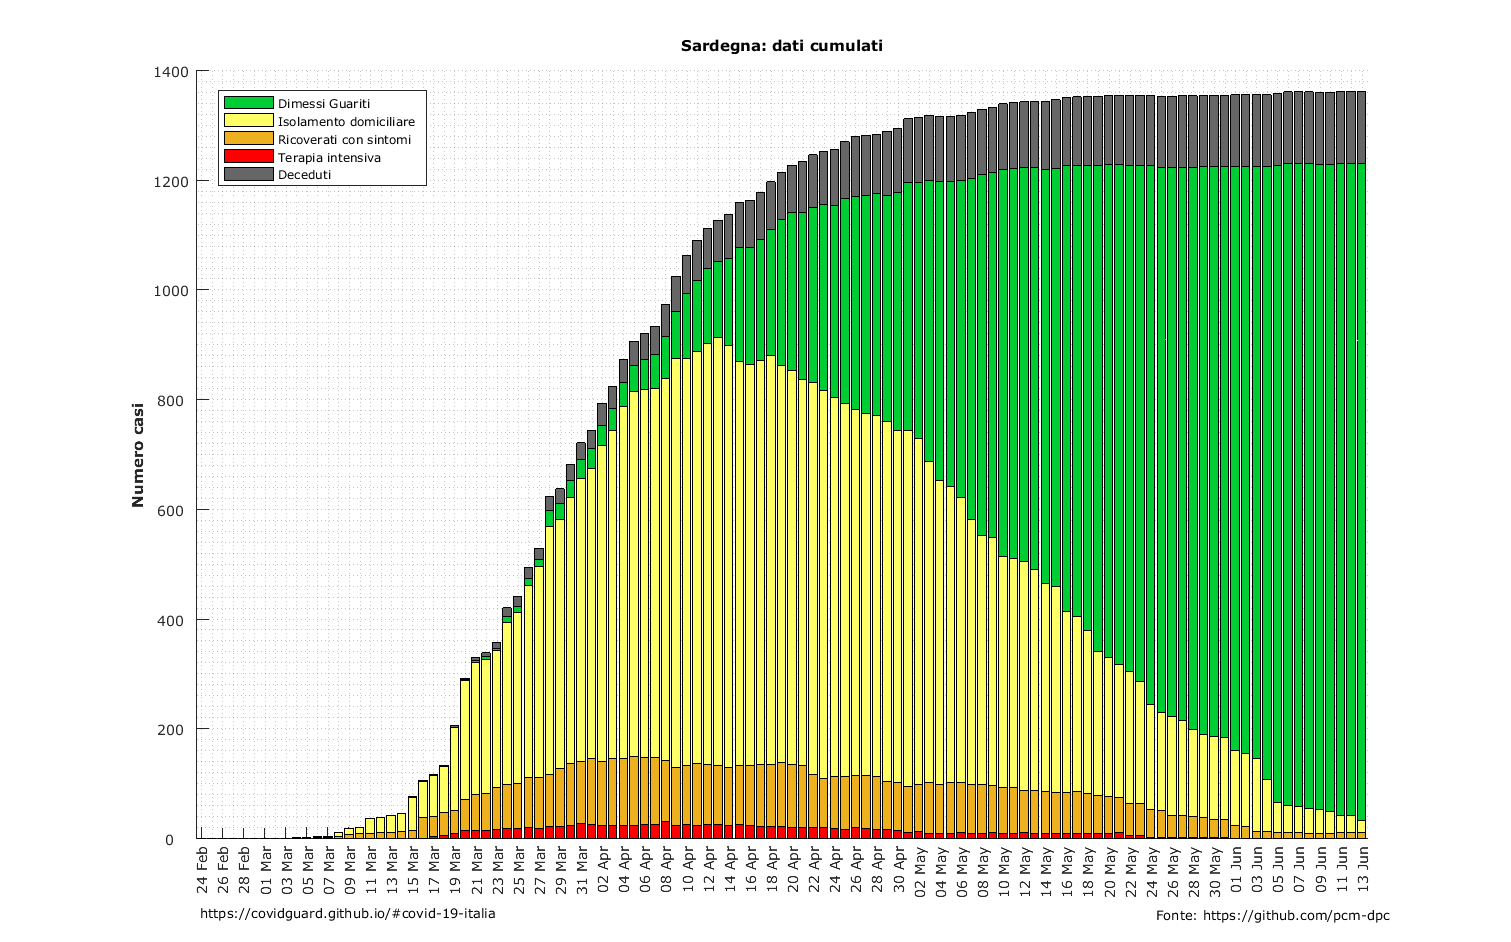 Sardegna: dati cumulati
1400
1200
1000
800
600
400
200
0
Numero casi
Dimessi Guariti
Isolamento domiciliare
Ricoverati con sintomi
Terapia intensiva
Deceduti
24 Feb
26 Feb
28 Feb
01 Mar
03 Mar
05 Mar
07 Mar
09 Mar
11 Mar
13 Mar
15 Mar
17 Mar
19 Mar
21 Mar
23 Mar
25 Mar
27 Mar
29 Mar
31 Mar
02 Apr
04 Apr
06 Apr
08 Apr
10 Apr
12 Apr
14 Apr
16 Apr
18 Apr
20 Apr
22 Apr
24 Apr
26 Apr
28 Apr
30 Apr
02 May
04 May
06 May
08 May
10 May
12 May
14 May
16 May
18 May
20 May
22 May
24 May
26 May
28 May
30 May
01 Jun
03 Jun
05 Jun
07 Jun
09 Jun
11 Jun
13 Jun
https://covidguard.github.io/#covid-19-italia
Fonte: https://github.com/pcm-dpc